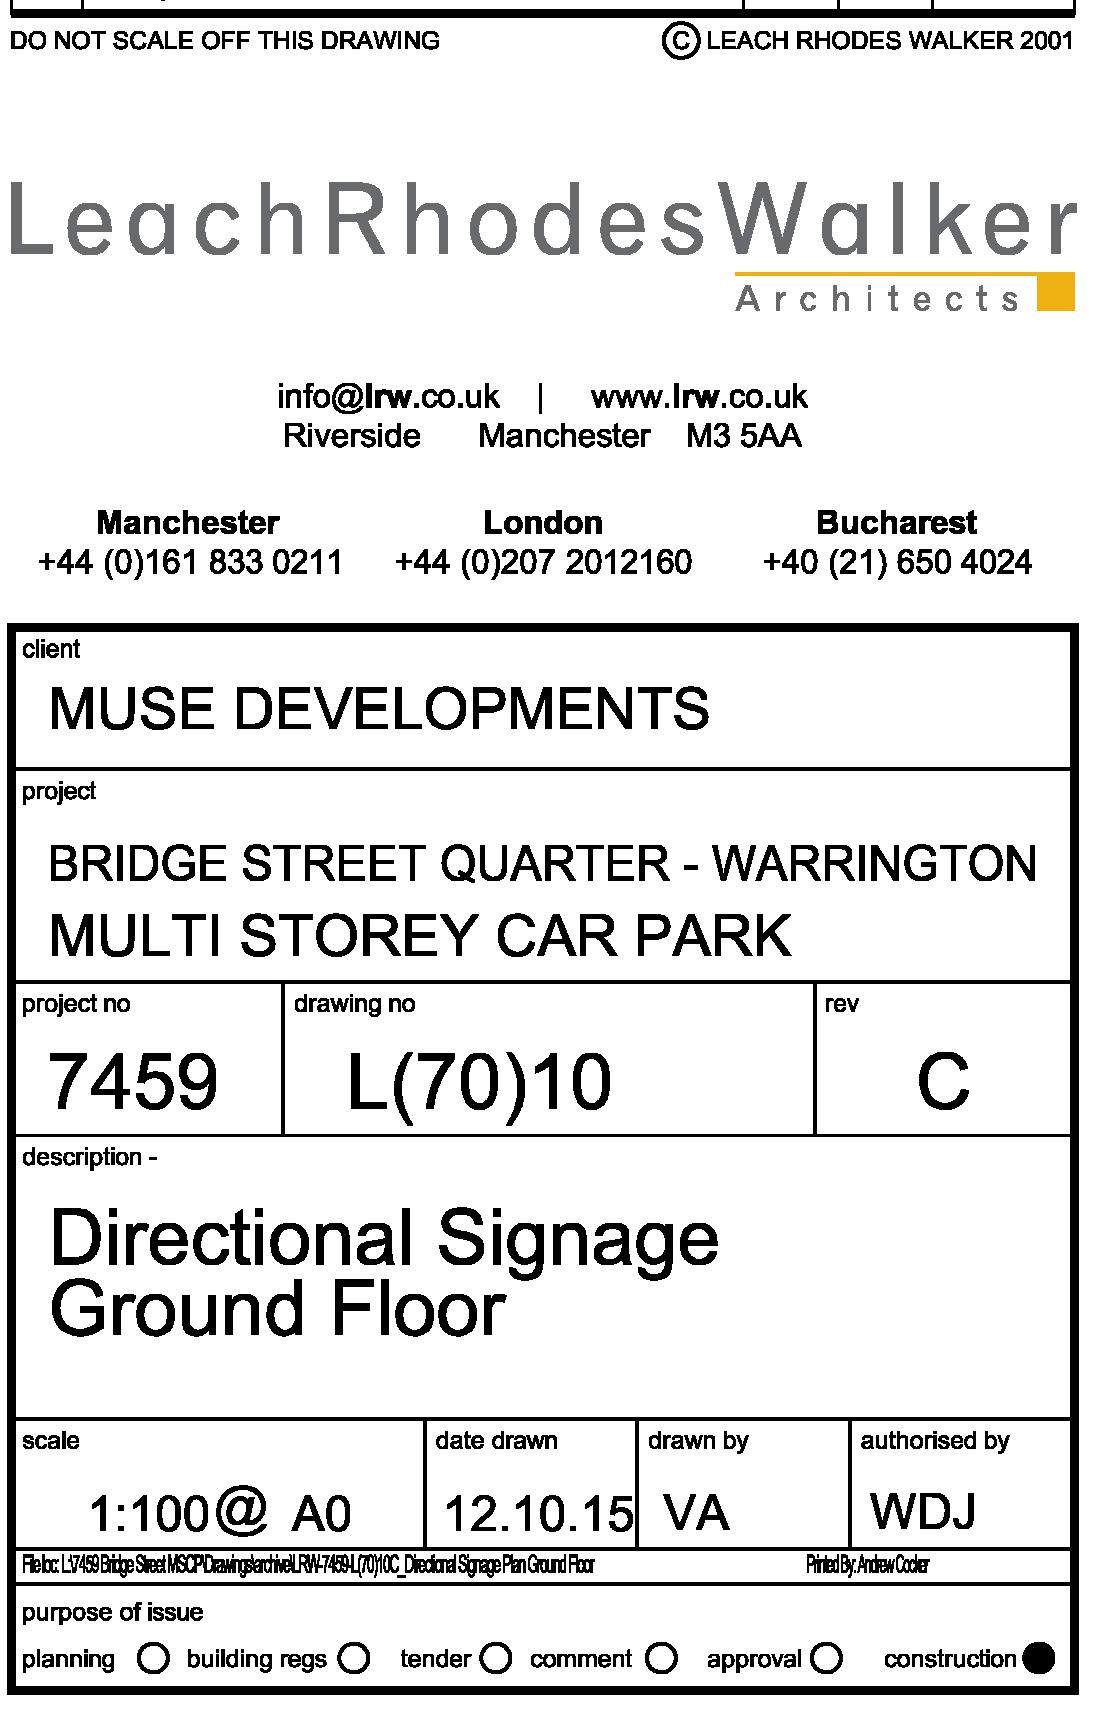 DO NOT SCALE OFF THIS DRAWING © LEACH RHODES WALKER 2001
LeachRhodesWalker
Architects
info@lrw.co.uk | www.lrw.co.uk
Riverside Manchester M3 5AA
Manchester London Bucharest
+44 (0)161 833 0211 +44 (0)207 2012160 +40 (21) 650 4024
client
MUSE DEVELOPMENTS
project
BRIDGE STREET QUARTER - WARRINGTON
MULTI STOREY CAR PARK
project no drawing no rev
7459 L(70)10 C
description -
Directional Signage
Ground Floor
scale date drawn drawn by authorised by
1:100@ A0 12.10.15 VA WDJ
File loc: L:\7459 Bridge Street MSCP\Drawings\archive\LRW-7459-L(70)10C_Directional Signage Plan Ground Floor Printed By: Andrew Cocker
purpose of issue
planning building regs tender comment approval construction